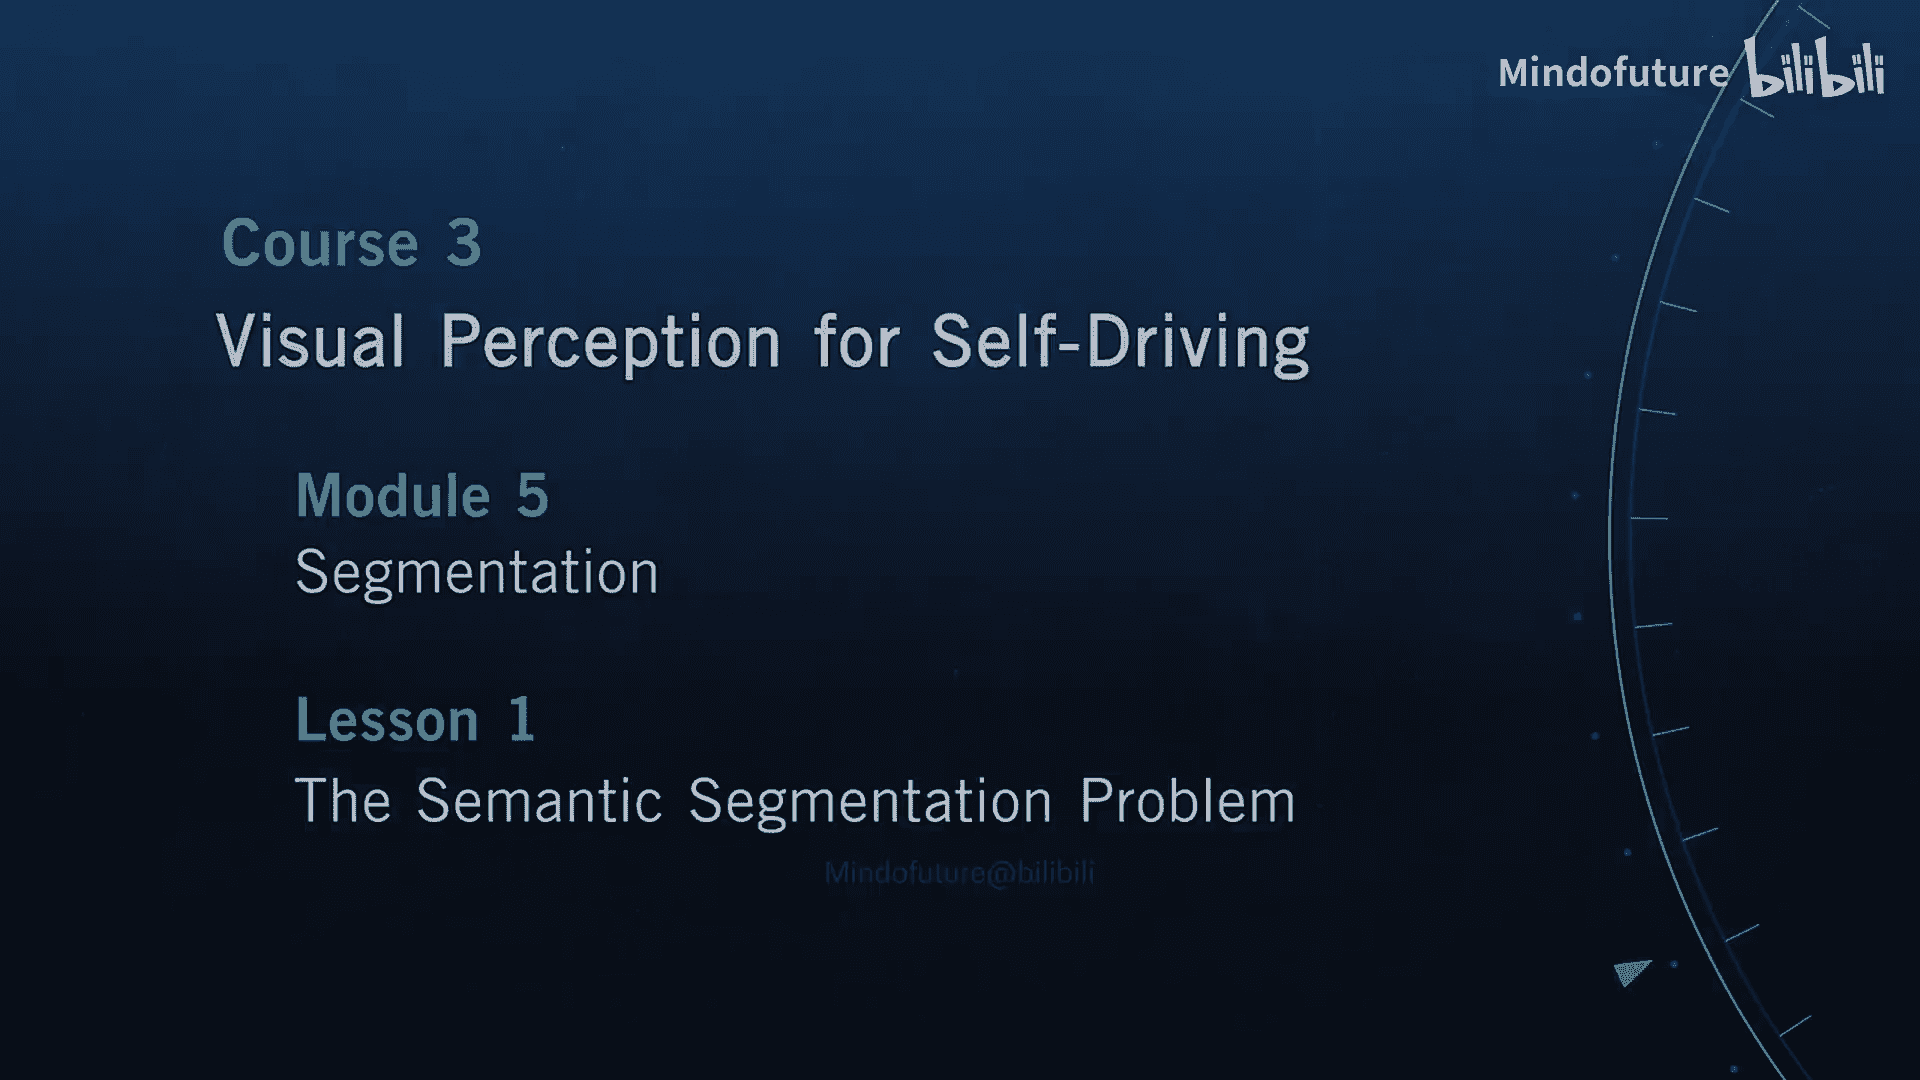 Mindofuture bilibili
Course 3
Visual Perception for Self-Driving
Module 5
Segmentation
Lesson 1
The Semantic Segmentation Problem
Mindofuture@bilibili